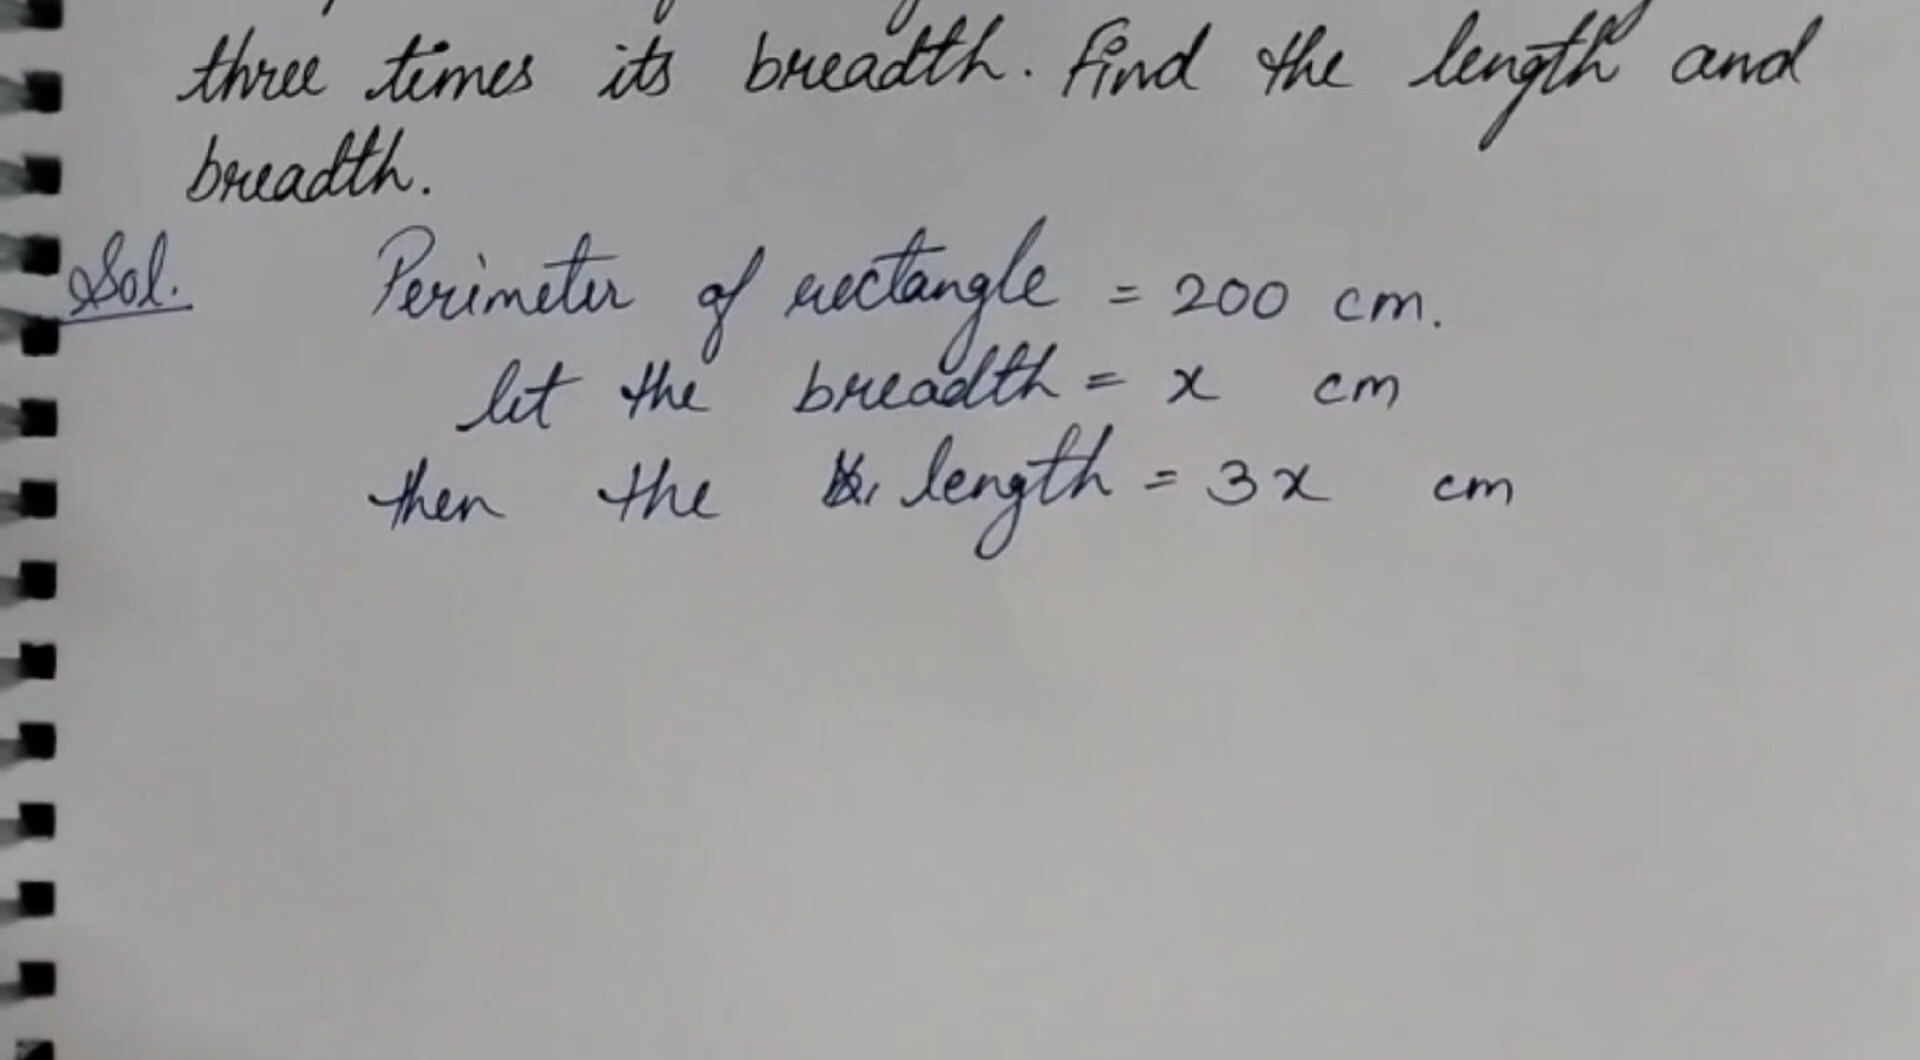 three times its breadth. Find the length and
breadth.
Sol. Perimeter of rectangle = 200 cm.
let the breadth = x cm
then the length = 3x cm